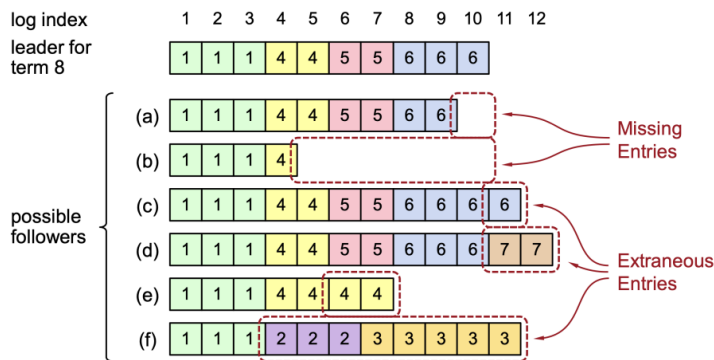 log index 1 2 3 4 5 6 7 8 9 10 11 12
leader for
term 8
1 1 1 4 4 5 5 6 6 6
possible
followers
(a) 1 1 1 4 4 5 5 6 6
(b) 1 1 1 4
(c) 1 1 1 4 4 5 5 6 6 6 6
(d) 1 1 1 4 4 5 5 6 6 6 7 7
(e) 1 1 1 4 4 4 4
(f) 1 1 1 2 2 2 3 3 3 3 3
Missing
Entries
Extraneous
Entries